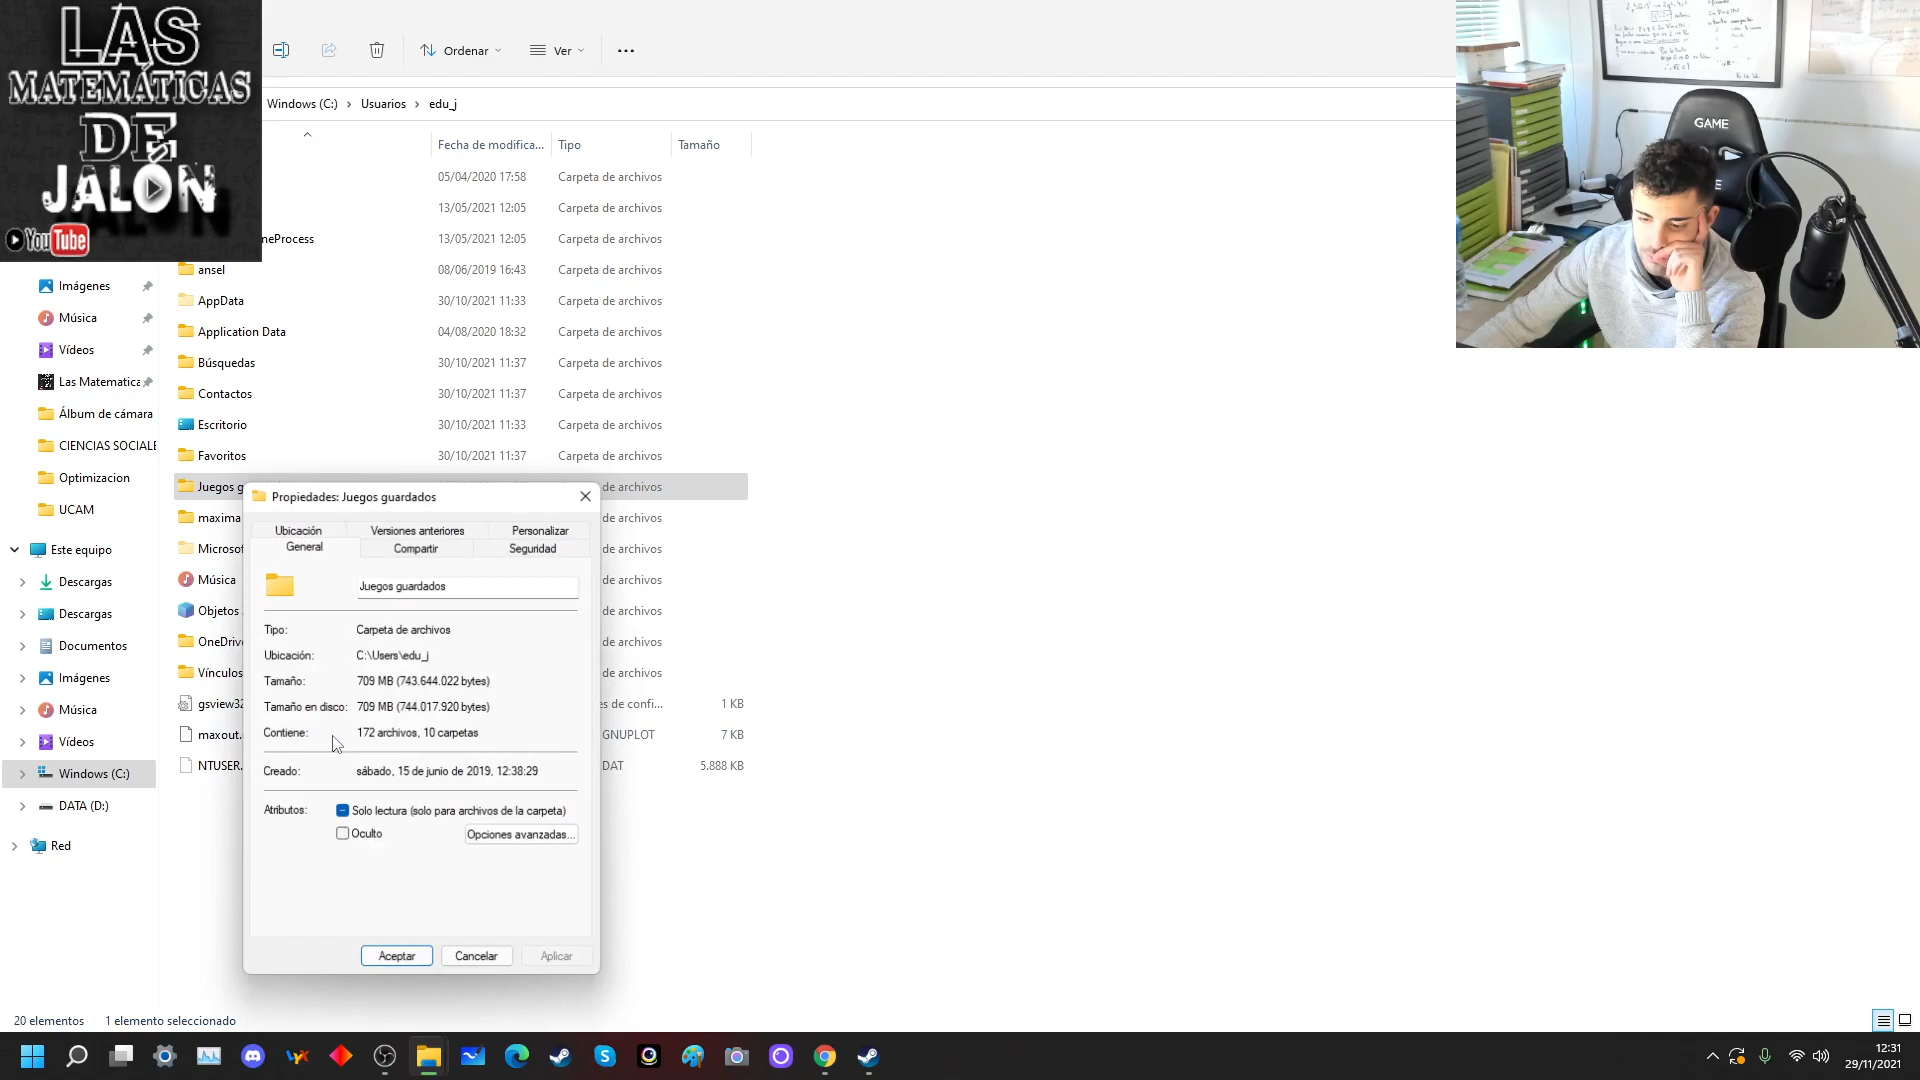 LAS
MATEMÁTICAS
DE
JALÓN
YouTube
Ordenar
Ver
Windows (C:) > Usuarios > edu_j
Fecha de modifica... Tipo Tamaño
05/04/2020 17:58 Carpeta de archivos
13/05/2021 12:05 Carpeta de archivos
neProcess 13/05/2021 12:05 Carpeta de archivos
ansel 08/06/2019 16:43 Carpeta de archivos
AppData 30/10/2021 11:33 Carpeta de archivos
Application Data 04/08/2020 18:32 Carpeta de archivos
Búsquedas 30/10/2021 11:37 Carpeta de archivos
Contactos 30/10/2021 11:37 Carpeta de archivos
Escritorio 30/10/2021 11:33 Carpeta de archivos
Favoritos 30/10/2021 11:37 Carpeta de archivos
Juegos g de archivos
maxima de archivos
Microsof de archivos
Música de archivos
Objetos de archivos
OneDrive de archivos
Vínculos de archivos
gsview32 es de confi... 1 KB
maxout. GNUPLOT 7 KB
NTUSER. DAT 5.888 KB
Imágenes
Música
Vídeos
Las Matematica
Álbum de cámara
CIENCIAS SOCIALE
Optimizacion
UCAM
Este equipo
Descargas
Descargas
Documentos
Imágenes
Música
Vídeos
Windows (C:)
DATA (D:)
Red
Propiedades: Juegos guardados
Ubicación Versiones anteriores Personalizar
General Compartir Seguridad
Juegos guardados
Tipo: Carpeta de archivos
Ubicación: C:\Users\edu_j
Tamaño: 709 MB (743.644.022 bytes)
Tamaño en disco: 709 MB (744.017.920 bytes)
Contiene: 172 archivos, 10 carpetas
Creado: sábado, 15 de junio de 2019, 12:38:29
Atributos: Solo lectura (solo para archivos de la carpeta)
Oculto Opciones avanzadas...
Aceptar Cancelar Aplicar
20 elementos 1 elemento seleccionado
12:31
29/11/2021
GAME